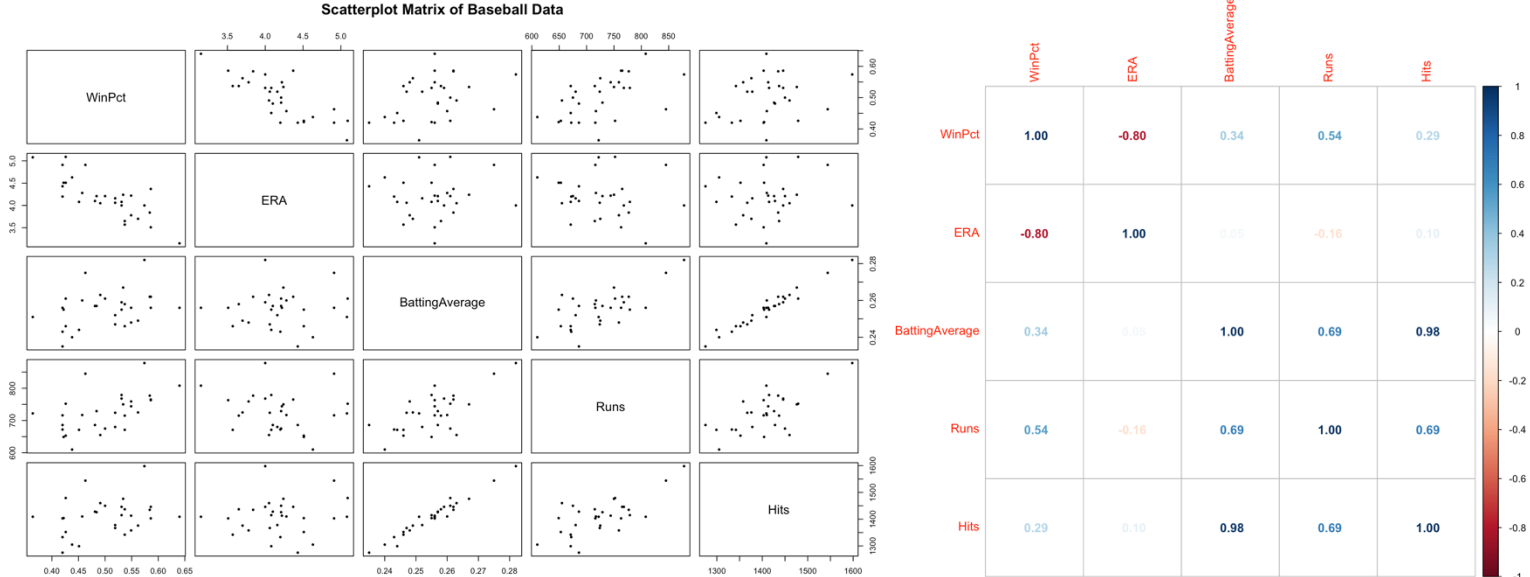 Scatterplot Matrix of Baseball Data
3.5 4.0 4.5 5.0
600 650 700 750 800 850
WinPct
0.40 0.50 0.60
3.5 4.0 4.5 5.0
ERA
BattingAverage
0.24 0.26 0.28
600 700 800
Runs
Hits
1300 1400 1500 1600
0.40 0.45 0.50 0.55 0.60 0.65
0.24 0.25 0.26 0.27 0.28
1300 1400 1500 1600
WinPct
ERA
BattingAverage
Runs
Hits
WinPct 1.00 -0.80 0.34 0.54 0.29
ERA -0.80 1.00 -0.16 0.10
BattingAverage 0.34 1.00 0.69 0.98
Runs 0.54 -0.16 0.69 1.00 0.69
Hits 0.29 0.10 0.98 0.69 1.00
1
0.8
0.6
0.4
0.2
0
-0.2
-0.4
-0.6
-0.8
-1